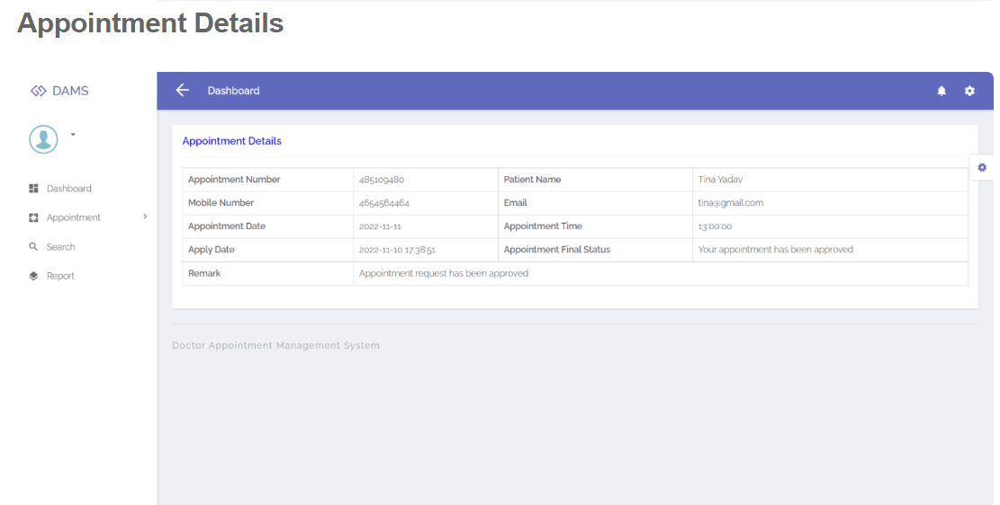 Appointment Details
DAMS
Dashboard
Dashboard
Appointment
Search
Report
Appointment Details
Appointment Number 485109480 Patient Name Tina Yadav
Mobile Number 4654564464 Email tina@gmail.com
Appointment Date 2022-11-11 Appointment Time 13:00:00
Apply Date 2022-11-10 17:38:51 Appointment Final Status Your appointment has been approved
Remark Appointment request has been approved
Doctor Appointment Management System